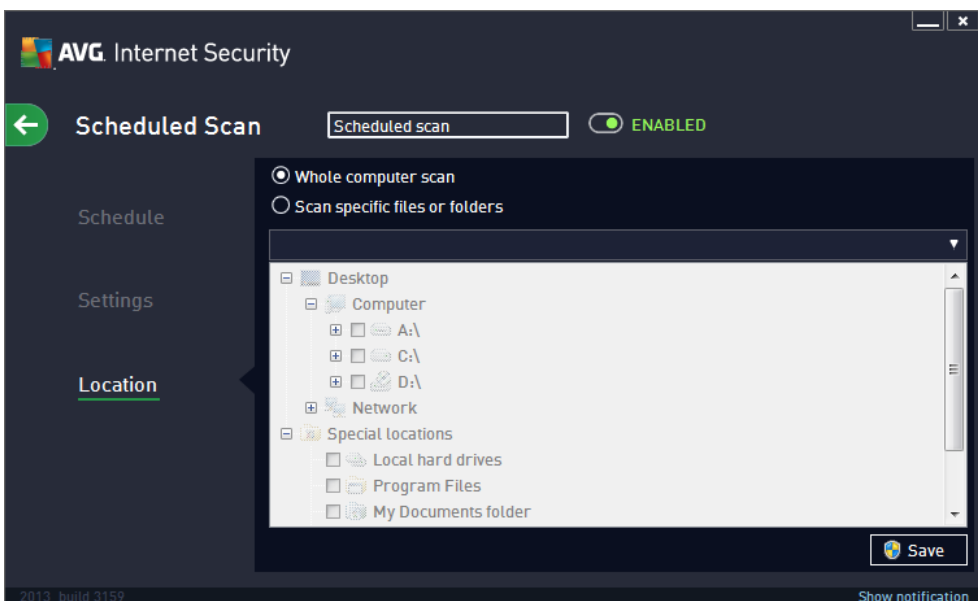 AVG. Internet Security
Scheduled Scan
Scheduled scan
ENABLED
Whole computer scan
Schedule
Scan specific files or folders
Desktop
Settings
Computer
A:\
C:\
Location
D:\
Network
Special locations
Local hard drives
Program Files
My Documents folder
Save
2013 build 3159
Show notification